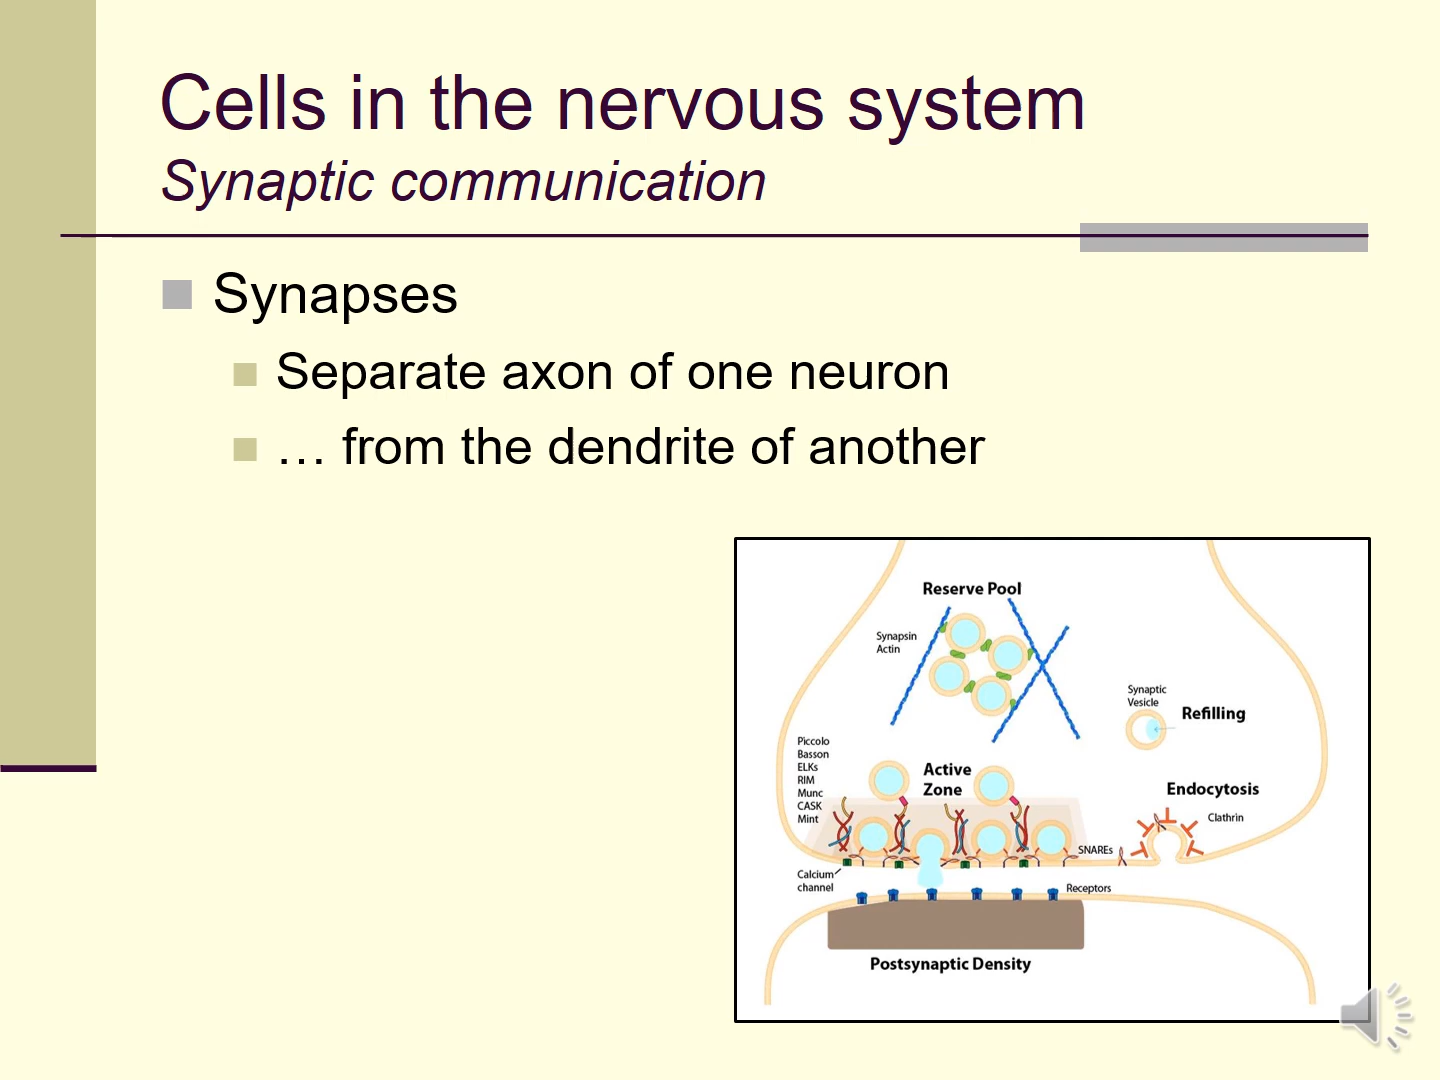 Cells in the nervous system
Synaptic communication
Synapses
Separate axon of one neuron
… from the dendrite of another
Reserve Pool
Synapsin
Actin
Synaptic
Vesicle
Refilling
Piccolo
Basson
ELKs
RIM
Munc
CASK
Mint
Active
Zone
Endocytosis
Clathrin
SNAREs
Calcium
channel
Receptors
Postsynaptic Density